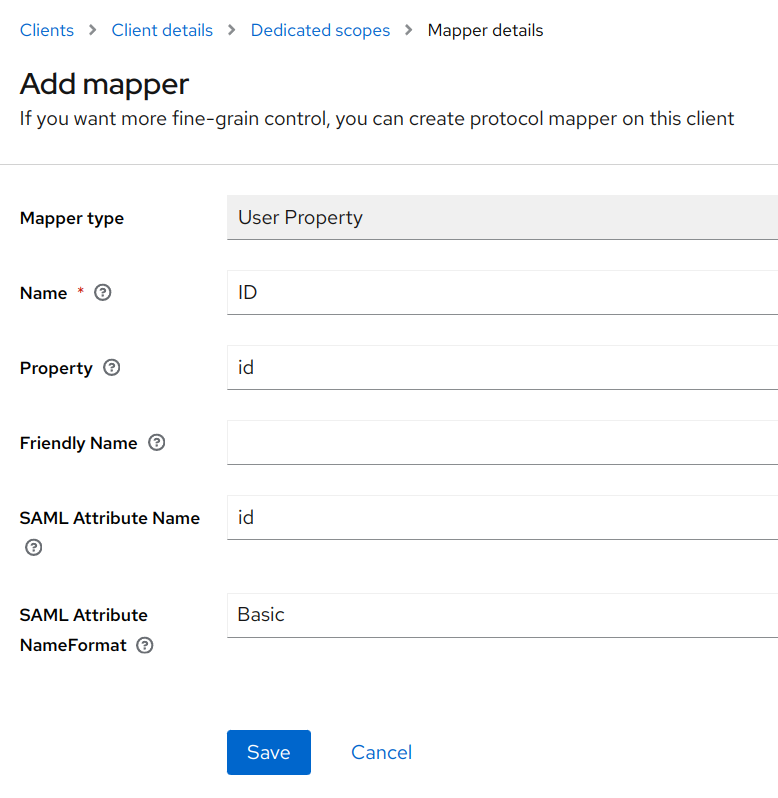 Clients > Client details > Dedicated scopes > Mapper details
Add mapper
If you want more fine-grain control, you can create protocol mapper on this client
Mapper type User Property
Name * ID
Property id
Friendly Name
SAML Attribute Name id
SAML Attribute NameFormat Basic
Save Cancel